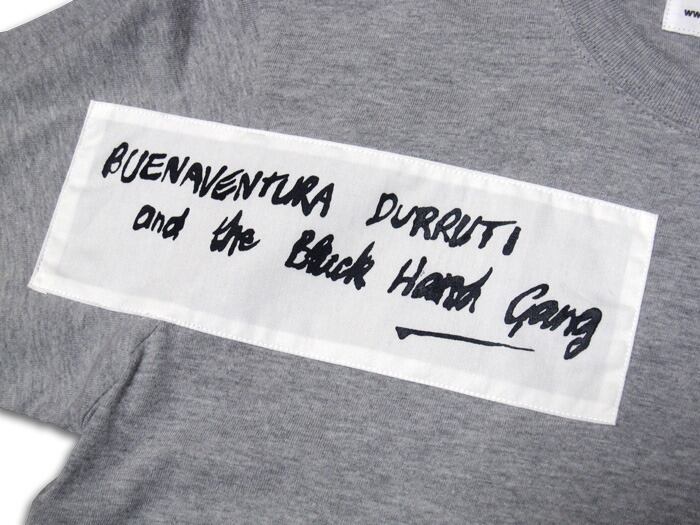 BUENAVENTURA DURRUTI
and the Black Hand Gang